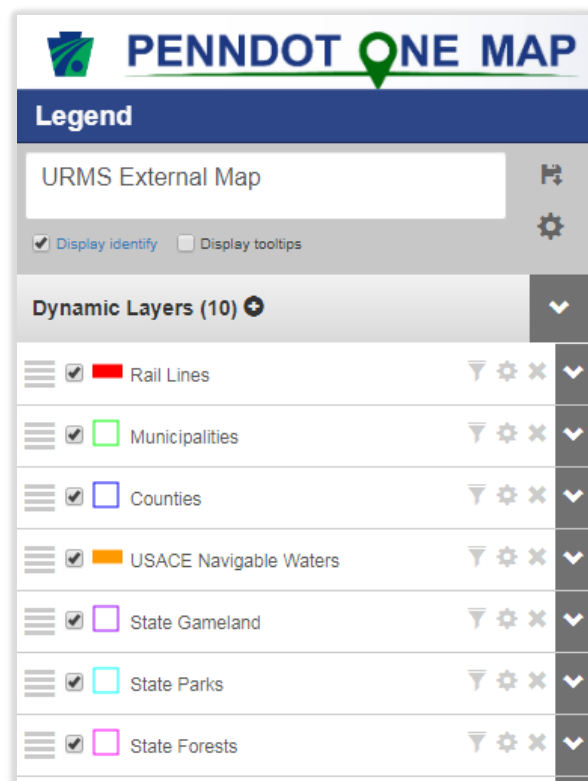 PENNDOT ONE MAP
Legend
URMS External Map
Display identify Display tooltips
Dynamic Layers (10)
Rail Lines
Municipalities
Counties
USACE Navigable Waters
State Gameland
State Parks
State Forests